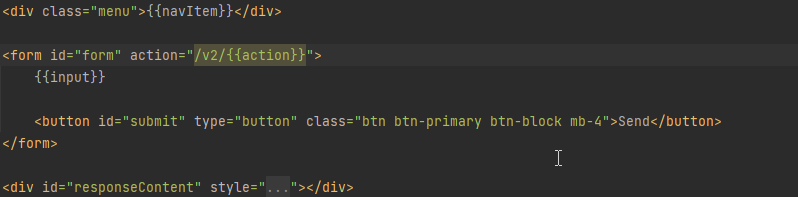 <div class="menu">{{navItem}}</div>
<form id="form" action="/v2/{{action}}">
{{input}}
<button id="submit" type="button" class="btn btn-primary btn-block mb-4">Send</button>
</form>
<div id="responseContent" style="..."></div>